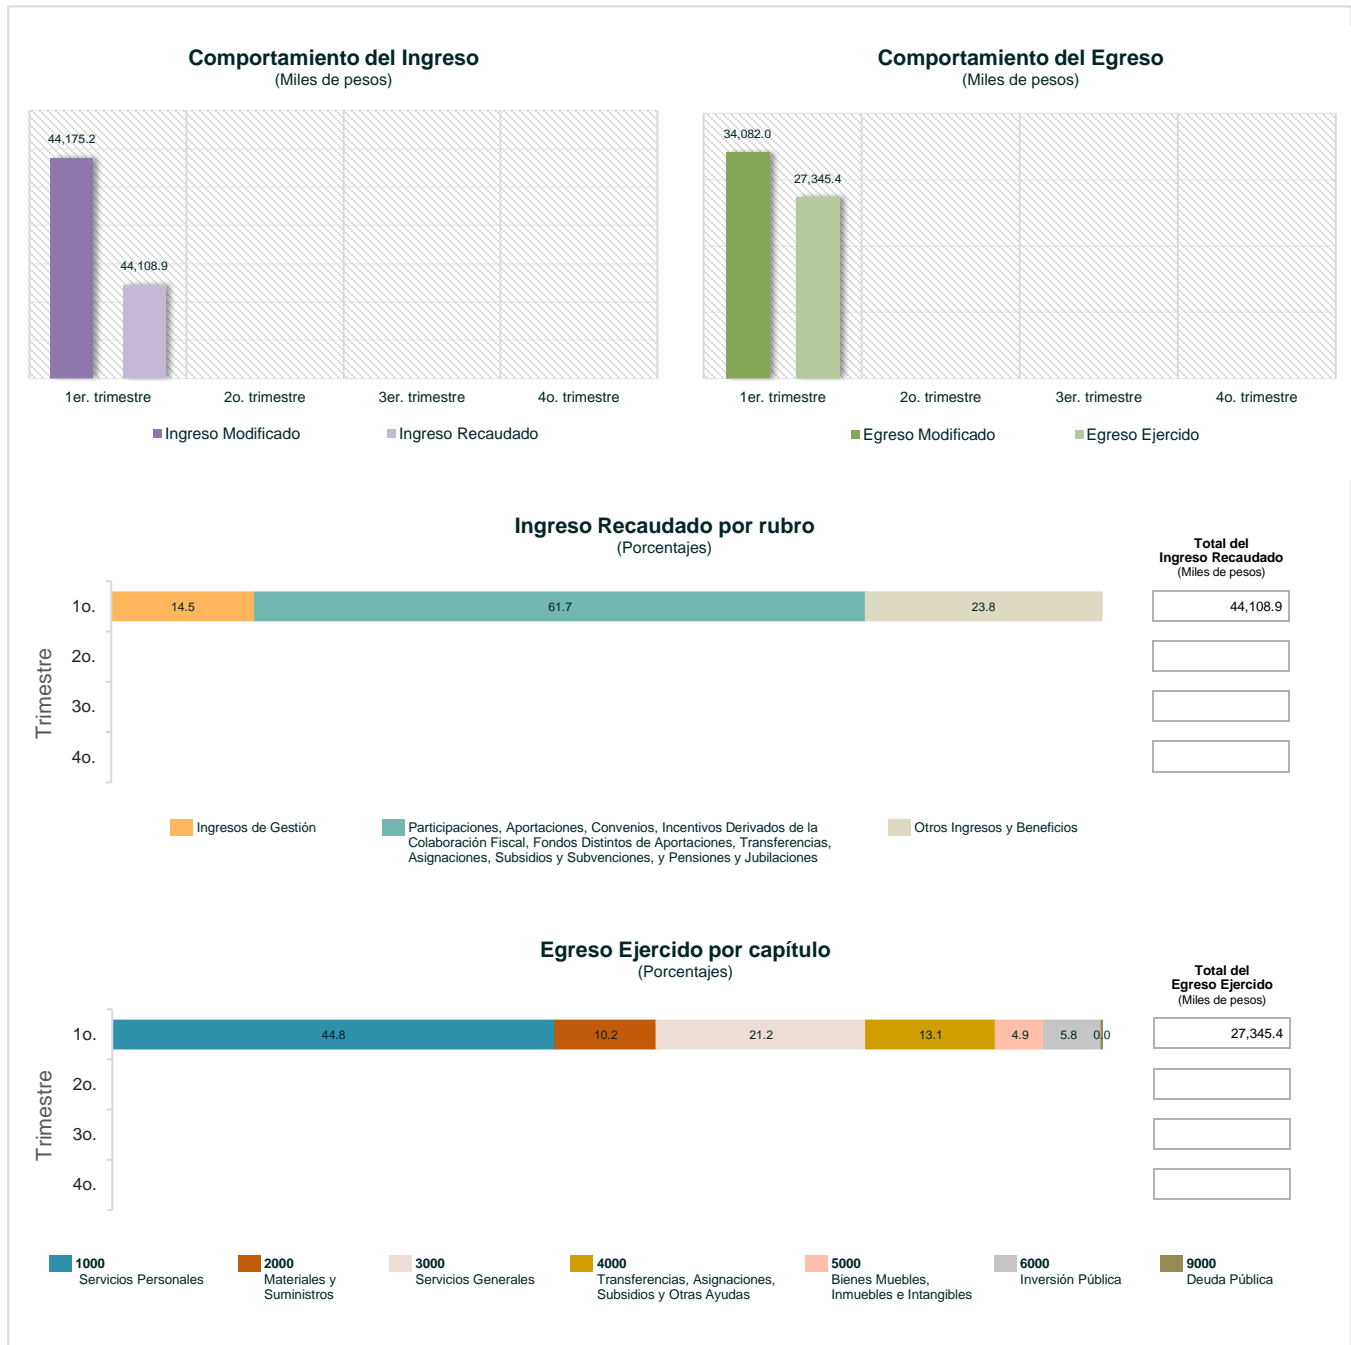 Comportamiento del Ingreso
(Miles de pesos)
44,175.2
44,108.9
1er. trimestre
2o. trimestre
3er. trimestre
4o. trimestre
Ingreso Modificado
Ingreso Recaudado
Comportamiento del Egreso
(Miles de pesos)
34,082.0
27,345.4
1er. trimestre
2o. trimestre
3er. trimestre
4o. trimestre
Egreso Modificado
Egreso Ejercido
Ingreso Recaudado por rubro
(Porcentajes)
Total del
Ingreso Recaudado
(Miles de pesos)
Trimestre
1o.
14.5
61.7
23.8
44,108.9
2o.
3o.
4o.
Ingresos de Gestión
Participaciones, Aportaciones, Convenios, Incentivos Derivados de la
Colaboración Fiscal, Fondos Distintos de Aportaciones, Transferencias,
Asignaciones, Subsidios y Subvenciones, y Pensiones y Jubilaciones
Otros Ingresos y Beneficios
Egreso Ejercido por capítulo
(Porcentajes)
Total del
Egreso Ejercido
(Miles de pesos)
Trimestre
1o.
44.8
10.2
21.2
13.1
4.9
5.8
0.0
27,345.4
2o.
3o.
4o.
1000
Servicios Personales
2000
Materiales y
Suministros
3000
Servicios Generales
4000
Transferencias, Asignaciones,
Subsidios y Otras Ayudas
5000
Bienes Muebles,
Inmuebles e Intangibles
6000
Inversión Pública
9000
Deuda Pública